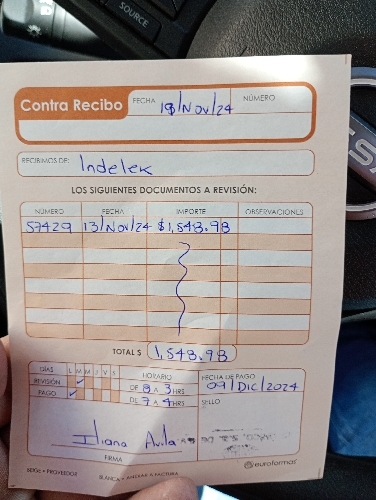 SOURCE
Contra Recibo FECHA 18/Nov/24 NÚMERO
RECIBIMOS DE: Indelek
LOS SIGUIENTES DOCUMENTOS A REVISIÓN:
NÚMERO FECHA IMPORTE OBSERVACIONES
57429 13/Nov/24 $1,548.98
TOTAL $ 1,548.98
DÍAS L M M J V S HORARIO FECHA DE PAGO
REVISIÓN DE 8 A 3 HRS 09/DIC/2024
PAGO DE 7 A 4 HRS SELLO
Iliana Avila
FIRMA
euroformas